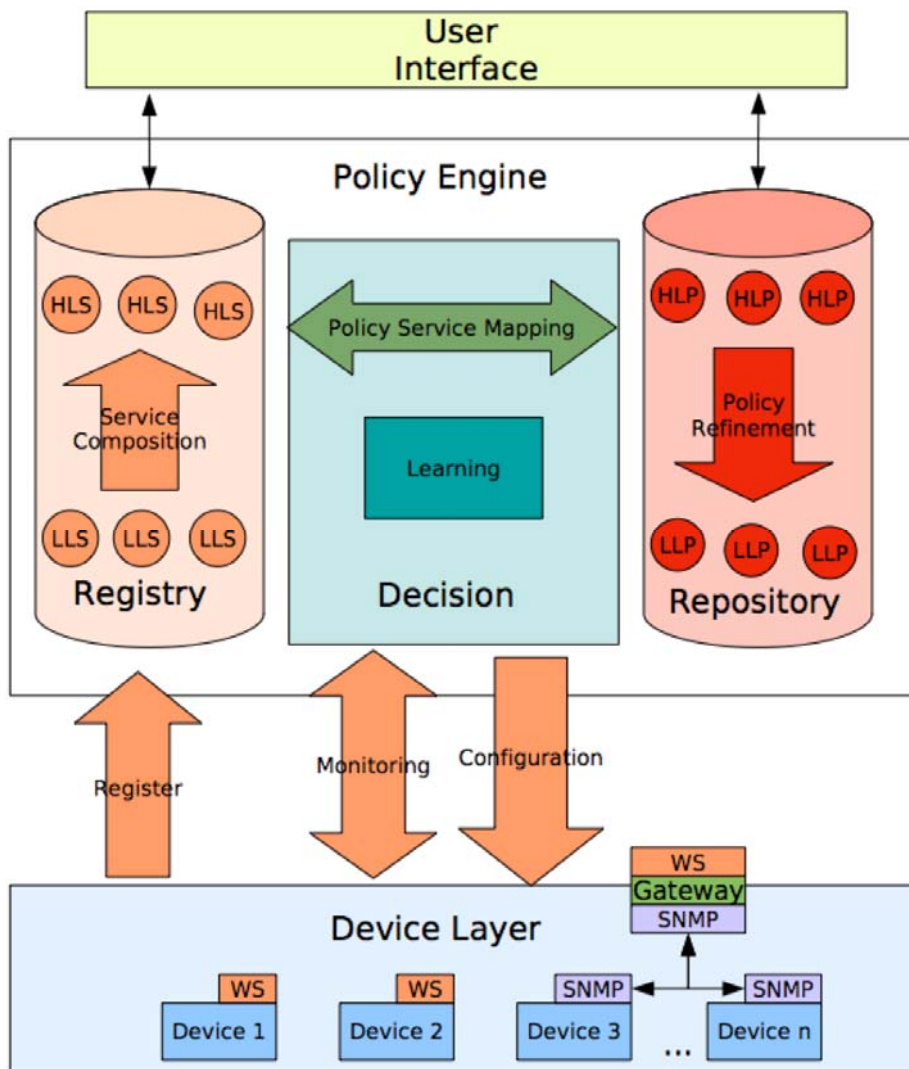 User
Interface
Policy Engine
HLS HLS HLS
HLP HLP HLP
Policy Service Mapping
Service
Composition
Policy
Refinement
Learning
LLS LLS LLS
LLP LLP LLP
Registry
Decision
Repository
Register
Monitoring
Configuration
WS
Gateway
SNMP
Device Layer
WS WS SNMP SNMP
Device 1 Device 2 Device 3 ... Device n